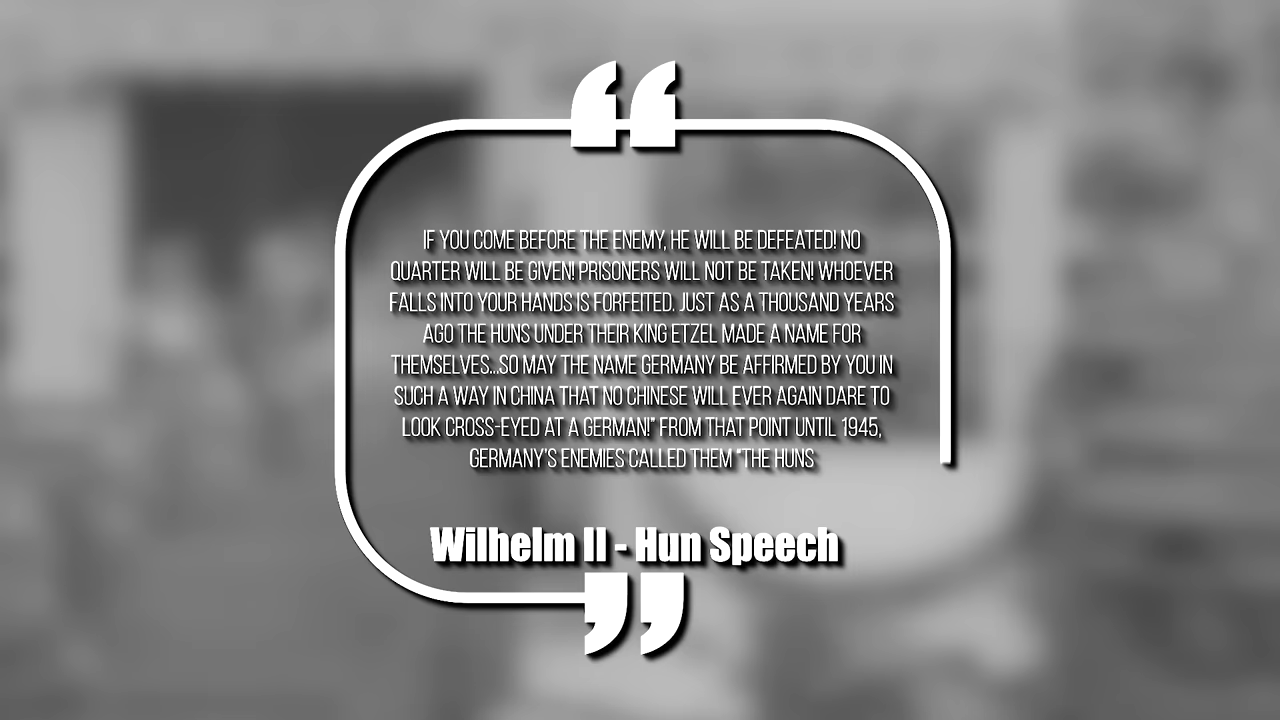 IF YOU COME BEFORE THE ENEMY, HE WILL BE DEFEATED! NO
QUARTER WILL BE GIVEN! PRISONERS WILL NOT BE TAKEN! WHOEVER
FALLS INTO YOUR HANDS IS FORFEITED. JUST AS A THOUSAND YEARS
AGO THE HUNS UNDER THEIR KING ETZEL MADE A NAME FOR
THEMSELVES...SO MAY THE NAME GERMANY BE AFFIRMED BY YOU IN
SUCH A WAY IN CHINA THAT NO CHINESE WILL EVER AGAIN DARE TO
LOOK CROSS-EYED AT A GERMAN!" FROM THAT POINT UNTIL 1945,
GERMANY'S ENEMIES CALLED THEM "THE HUNS
Wilhelm II - Hun Speech